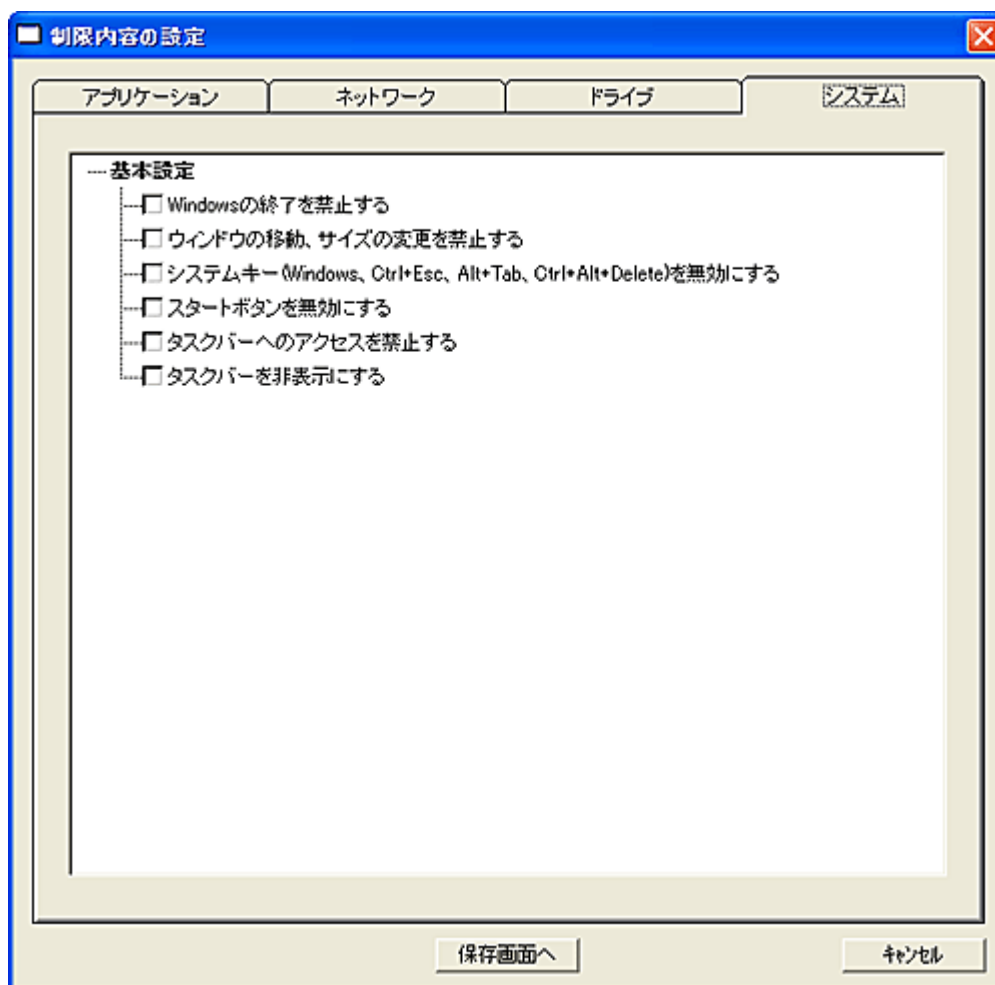 制限内容の設定
アプリケーション ネットワーク ドライブ システム
基本設定
Windowsの終了を禁止する
ウィンドウの移動、サイズの変更を禁止する
システムキー(Windows、Ctrl+Esc、Alt+Tab、Ctrl+Alt+Delete)を無効にする
スタートボタンを無効にする
タスクバーへのアクセスを禁止する
タスクバーを非表示にする
保存画面へ キャンセル